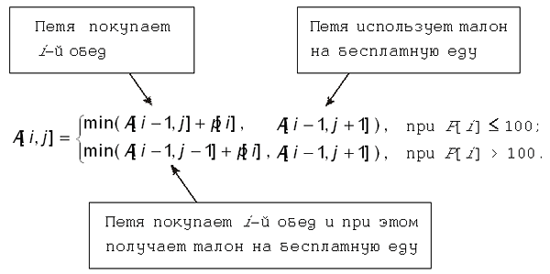 Петя покупает
i-й обед
Петя использует талон
на бесплатную еду
A[i,j] = { min( A[i-1,j]+p[i], A[i-1,j+1]), при P[i] ≤ 100;
min( A[i-1,j-1]+p[i], A[i-1,j+1]), при P[i] > 100.
Петя покупает i-й обед и при этом
получает талон на бесплатную еду